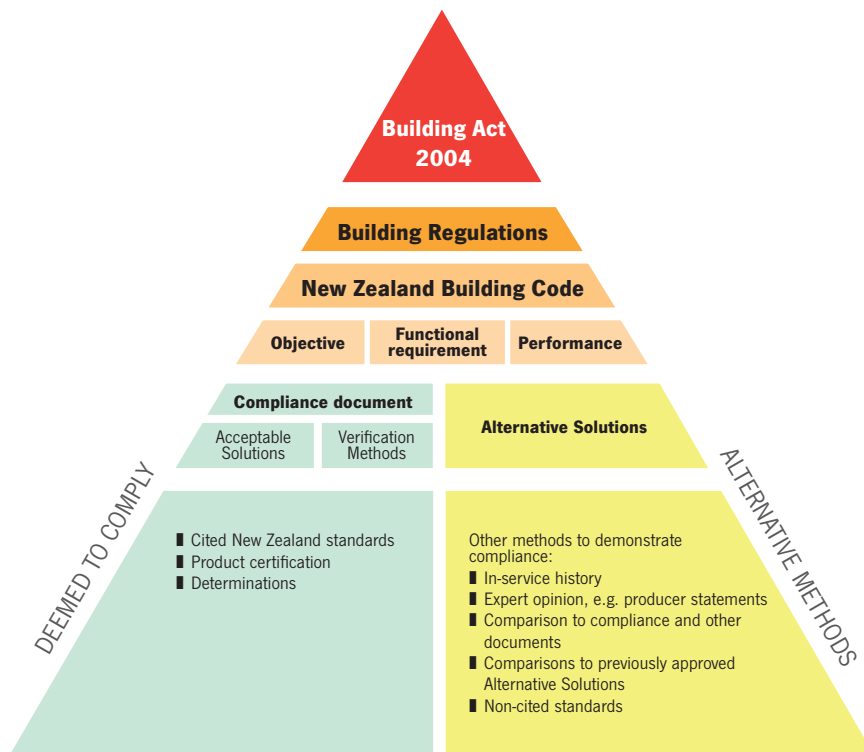 Building Act
2004
Building Regulations
New Zealand Building Code
Objective
Functional
requirement
Performance
Compliance document
Acceptable
Solutions
Verification
Methods
Alternative Solutions
DEEMED TO COMPLY
ALTERNATIVE METHODS
▮ Cited New Zealand standards
▮ Product certification
▮ Determinations
Other methods to demonstrate
compliance:
▮ In-service history
▮ Expert opinion, e.g. producer statements
▮ Comparison to compliance and other
documents
▮ Comparisons to previously approved
Alternative Solutions
▮ Non-cited standards